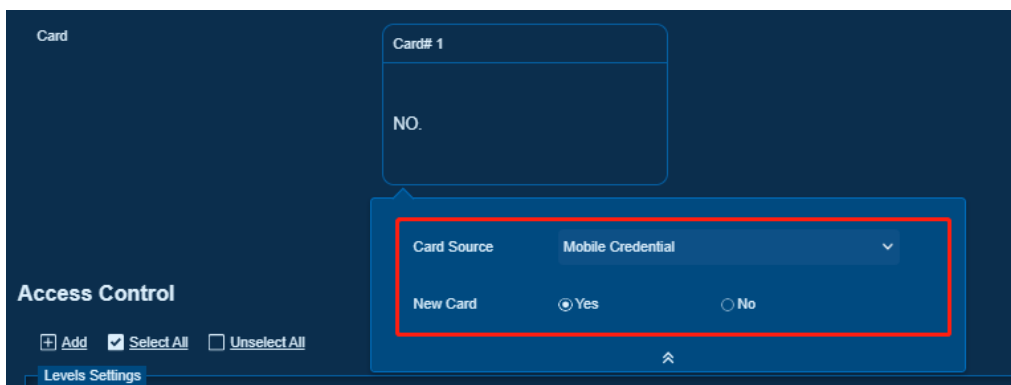 Card
Card# 1
NO.
Card Source
Mobile Credential
New Card
Yes
No
Access Control
Add
Select All
Unselect All
Levels Settings